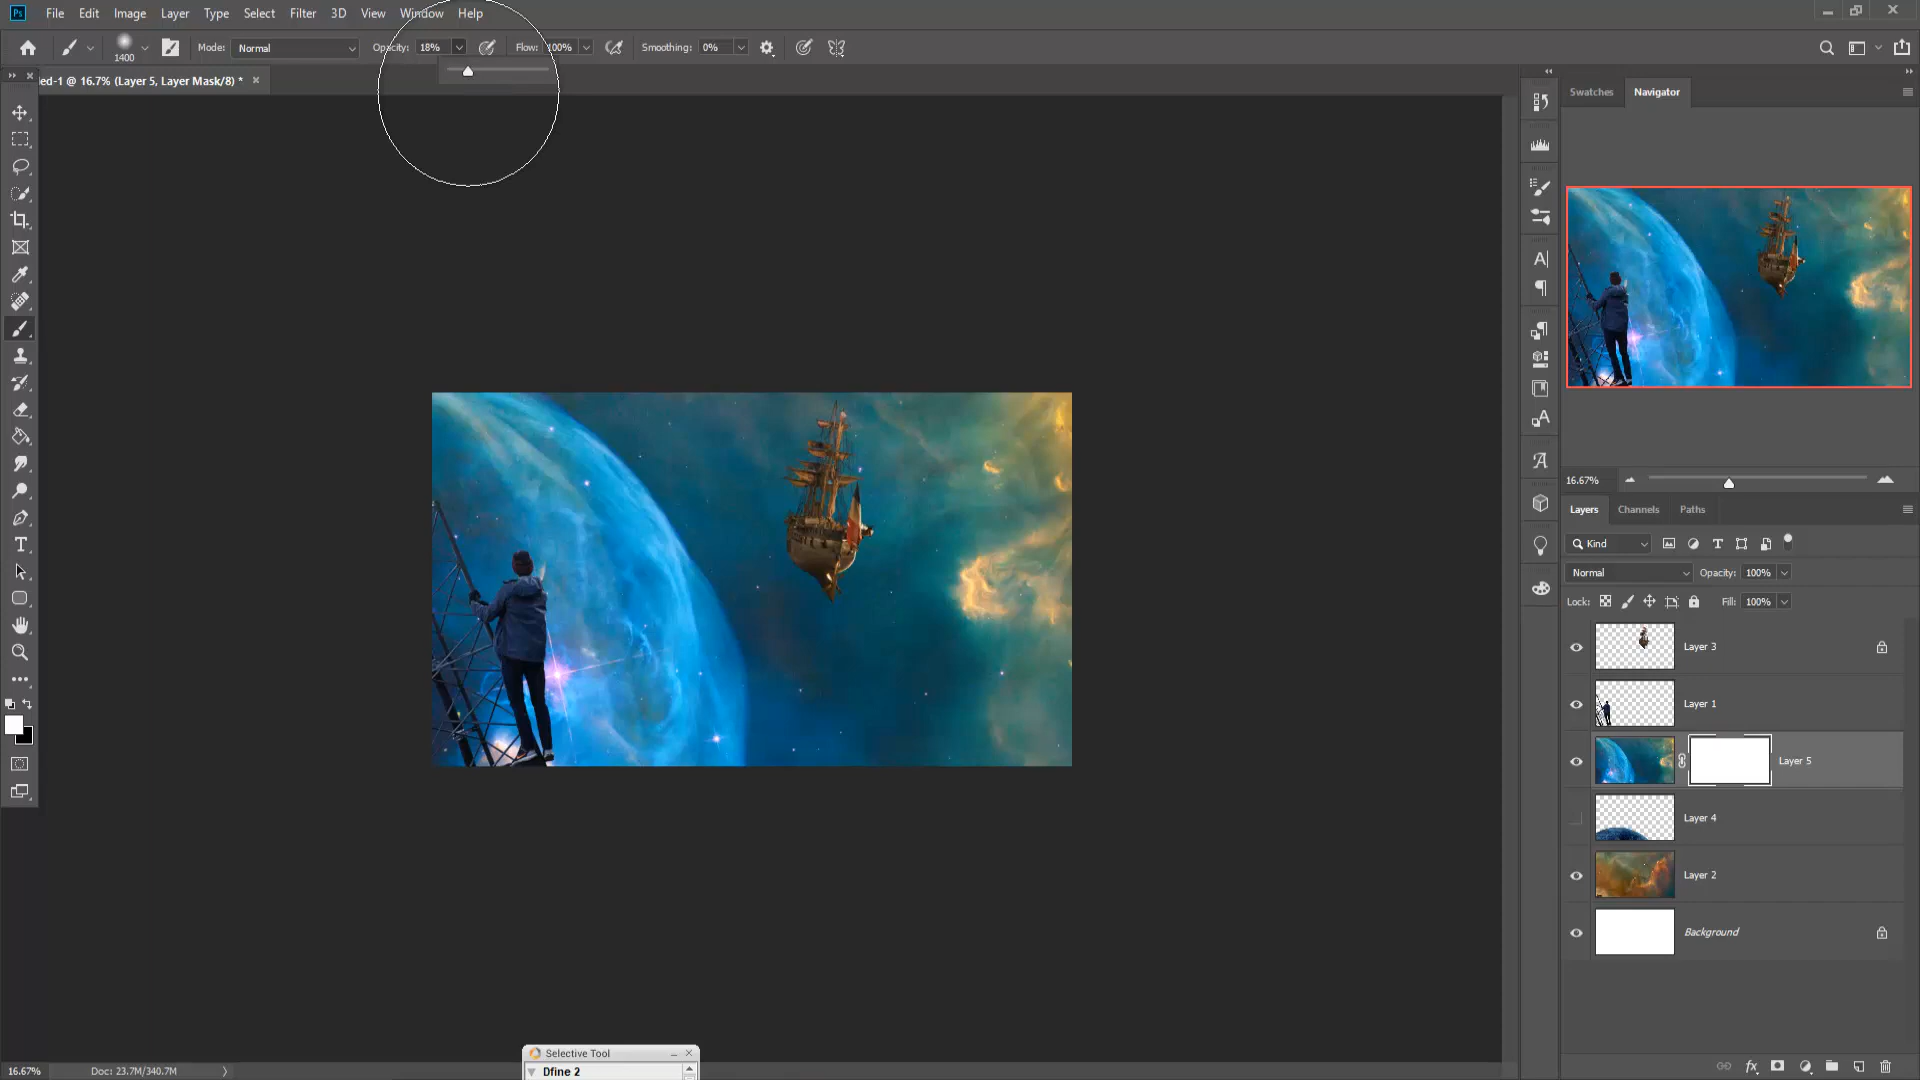 Ps File Edit Image Layer Type Select Filter 3D View Window Help
1400 Mode: Normal Opacity: 18% Flow: 100% Smoothing: 0%
ed-1 @ 16.7% (Layer 5, Layer Mask/8) *
Swatches Navigator
16.67%
Layers Channels Paths
Kind
Normal Opacity: 100%
Lock: Fill: 100%
Layer 3
Layer 1
Layer 5
Layer 4
Layer 2
Background
fx
Selective Tool
Dfine 2
16.67% Doc: 23.7M/340.7M